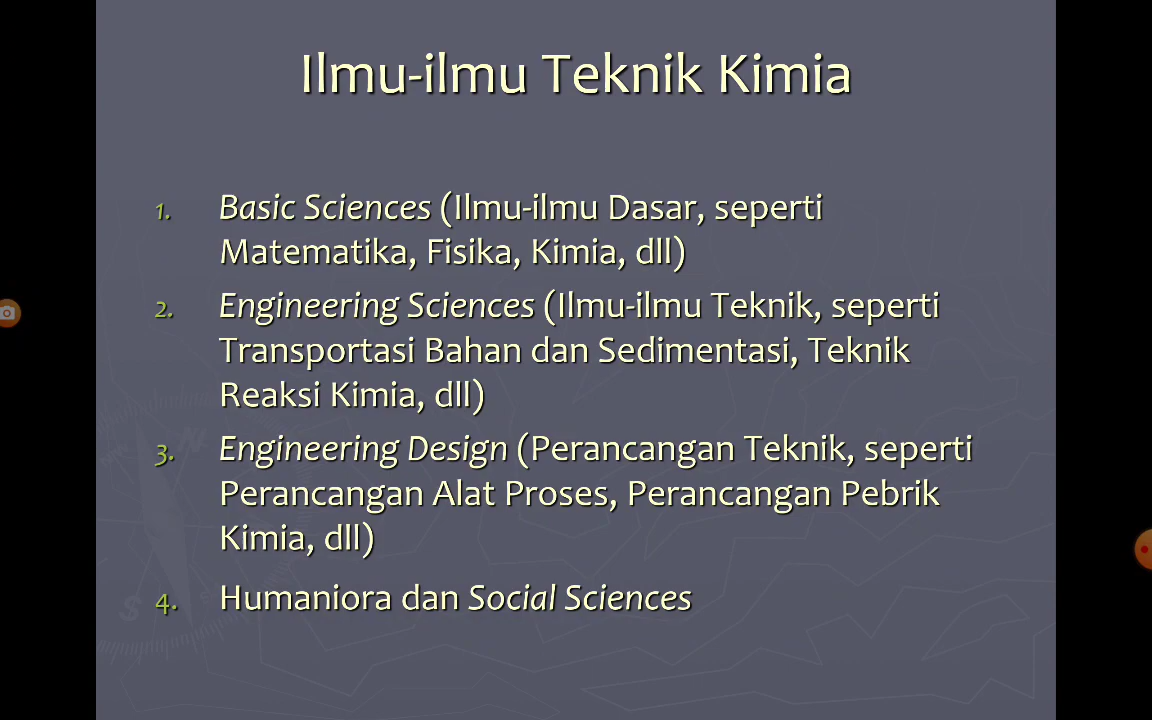 Ilmu-ilmu Teknik Kimia
1. Basic Sciences (Ilmu-ilmu Dasar, seperti
Matematika, Fisika, Kimia, dll)
2. Engineering Sciences (Ilmu-ilmu Teknik, seperti
Transportasi Bahan dan Sedimentasi, Teknik
Reaksi Kimia, dll)
3. Engineering Design (Perancangan Teknik, seperti
Perancangan Alat Proses, Perancangan Pebrik
Kimia, dll)
4. Humaniora dan Social Sciences